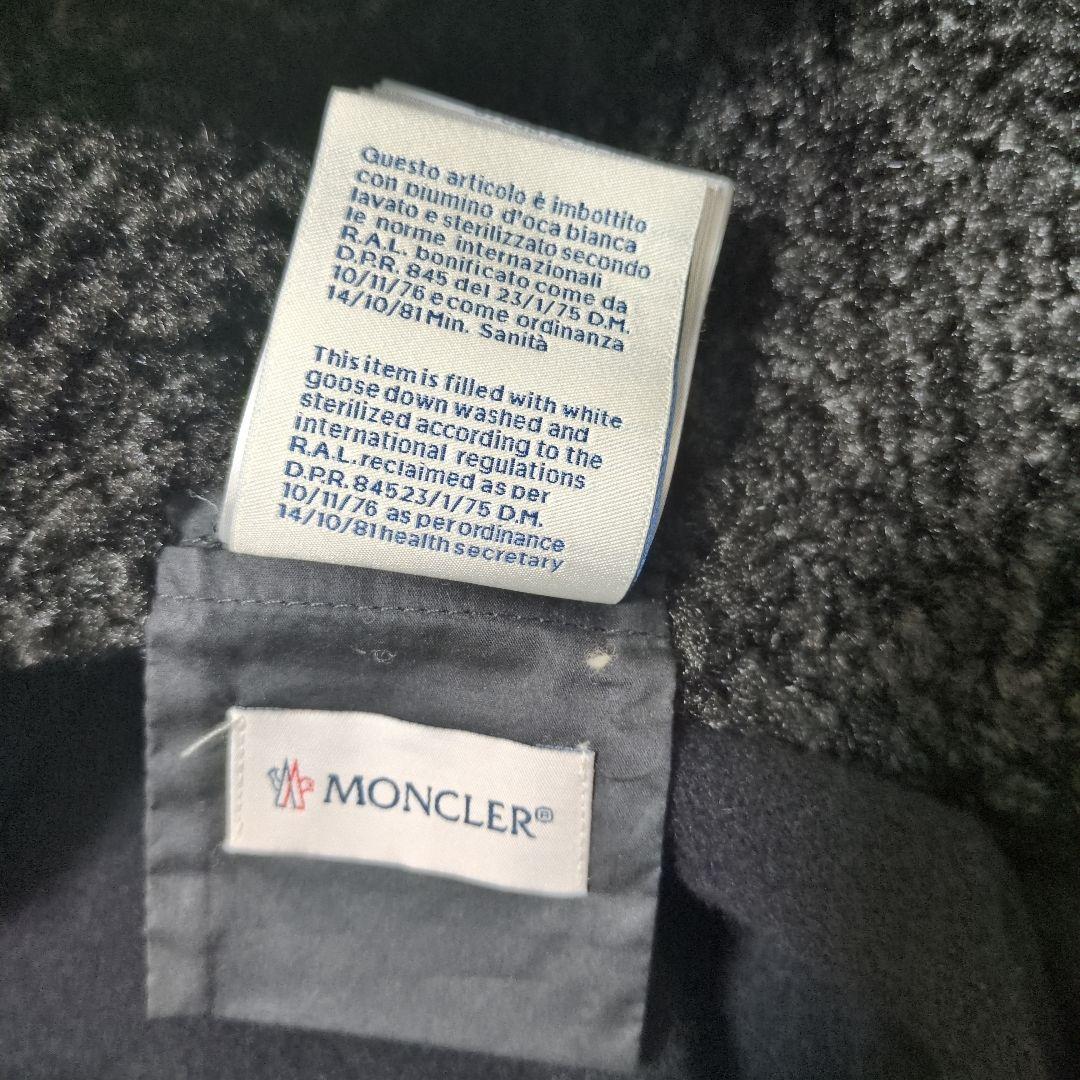 Questo articolo è imbottito
con piumino d'oca bianca
lavato e sterilizzato secondo
le norme internazionali
R.A.L. bonificato come da
D.P.R. 845 del 23/1/75 D.M.
10/11/76 e come ordinanza
14/10/81 Min. Sanità
This item is filled with white
goose down washed and
sterilized according to the
international regulations
R.A.L. reclaimed as per
D.P.R. 845 23/1/75 D.M.
10/11/76 as per ordinance
14/10/81 health secretary
MONCLER®